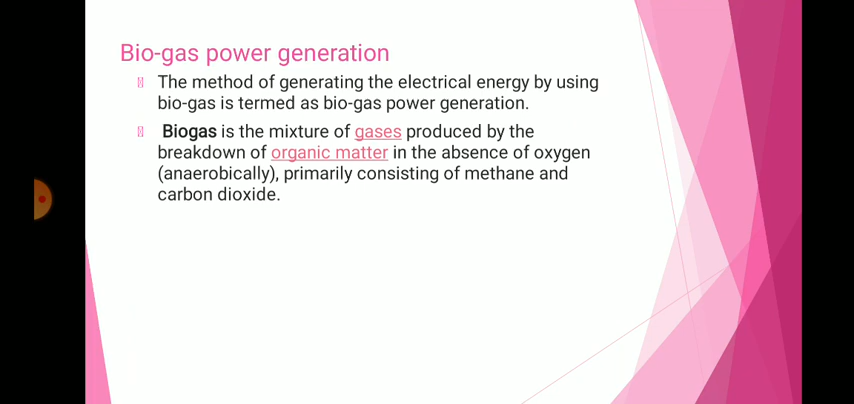 Bio-gas power generation
The method of generating the electrical energy by using
bio-gas is termed as bio-gas power generation.
Biogas is the mixture of gases produced by the
breakdown of organic matter in the absence of oxygen
(anaerobically), primarily consisting of methane and
carbon dioxide.